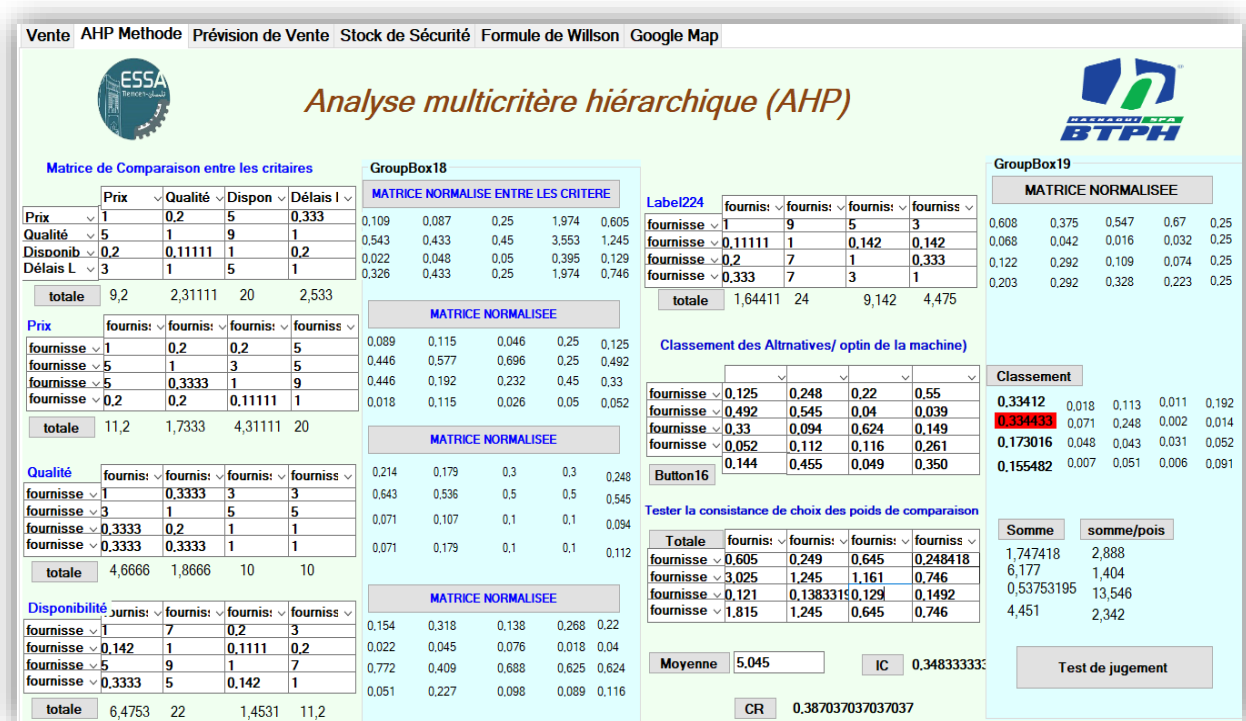 Vente AHP Methode Prévision de Vente Stock de Sécurité Formule de Willson Google Map
ESSA
Analyse multicritère hiérarchique (AHP)
HASNAOUI SPA
BTPH
Matrice de Comparaison entre les critaires
Prix Qualité Dispon Délais l
Prix 1 0,2 5 0,333
Qualité 5 1 9 1
Disponib 0,2 0,11111 1 0,2
Délais L 3 1 5 1
totale 9,2 2,31111 20 2,533
Prix fournis: fournis: fournis: fourniss
fournisse 1 0,2 0,2 5
fournisse 5 1 3 5
fournisse 5 0,3333 1 9
fournisse 0,2 0,2 0,11111 1
totale 11,2 1,7333 4,31111 20
Qualité fournis: fournis: fournis: fourniss
fournisse 1 0,3333 3 3
fournisse 3 1 5 5
fournisse 0,3333 0,2 1 1
fournisse 0,3333 0,3333 1 1
totale 4,6666 1,8666 10 10
Disponibilité ournis: fournis: fournis: fourniss
fournisse 1 7 0,2 3
fournisse 0,142 1 0,1111 0,2
fournisse 5 9 1 7
fournisse 0,3333 5 0,142 1
totale 6,4753 22 1,4531 11,2
GroupBox18
MATRICE NORMALISE ENTRE LES CRITERE
0,109 0,087 0,25 1,974 0,605
0,543 0,433 0,45 3,553 1,245
0,022 0,048 0,05 0,395 0,129
0,326 0,433 0,25 1,974 0,746
MATRICE NORMALISEE
0,089 0,115 0,046 0,25 0,125
0,446 0,577 0,696 0,25 0,492
0,446 0,192 0,232 0,45 0,33
0,018 0,115 0,026 0,05 0,052
MATRICE NORMALISEE
0,214 0,179 0,3 0,3 0,248
0,643 0,536 0,5 0,5 0,545
0,071 0,107 0,1 0,1 0,094
0,071 0,179 0,1 0,1 0,112
MATRICE NORMALISEE
0,154 0,318 0,138 0,268 0,22
0,022 0,045 0,076 0,018 0,04
0,772 0,409 0,688 0,625 0,624
0,051 0,227 0,098 0,089 0,116
Label224 fournis: fournis: fournis: fournisse
fournisse 1 9 5 3
fournisse 0,11111 1 0,142 0,142
fournisse 0,2 7 1 0,333
fournisse 0,333 7 3 1
totale 1,64411 24 9,142 4,475
Classement des Altrnatives/ optin de la machine)
fournisse 0,125 0,248 0,22 0,55
fournisse 0,492 0,545 0,04 0,039
fournisse 0,33 0,094 0,624 0,149
fournisse 0,052 0,112 0,116 0,261
Button16 0,144 0,455 0,049 0,350
Tester la consistance de choix des poids de comparaison
Totale fournis: fournis: fournis: fourniss
fournisse 0,605 0,249 0,645 0,248418
fournisse 3,025 1,245 1,161 0,746
fournisse 0,121 0,1383319 0,129 0,1492
fournisse 1,815 1,245 0,645 0,746
Moyenne 5,045 IC 0,348333333
CR 0,387037037037037
GroupBox19
MATRICE NORMALISEE
0,608 0,375 0,547 0,67 0,25
0,068 0,042 0,016 0,032 0,25
0,122 0,292 0,109 0,074 0,25
0,203 0,292 0,328 0,223 0,25
Classement
0,33412 0,018 0,113 0,011 0,192
0,334433 0,071 0,248 0,002 0,014
0,173016 0,048 0,043 0,031 0,052
0,155482 0,007 0,051 0,006 0,091
Somme somme/pois
1,747418 2,888
6,177 1,404
0,53753195 13,546
4,451 2,342
Test de jugement